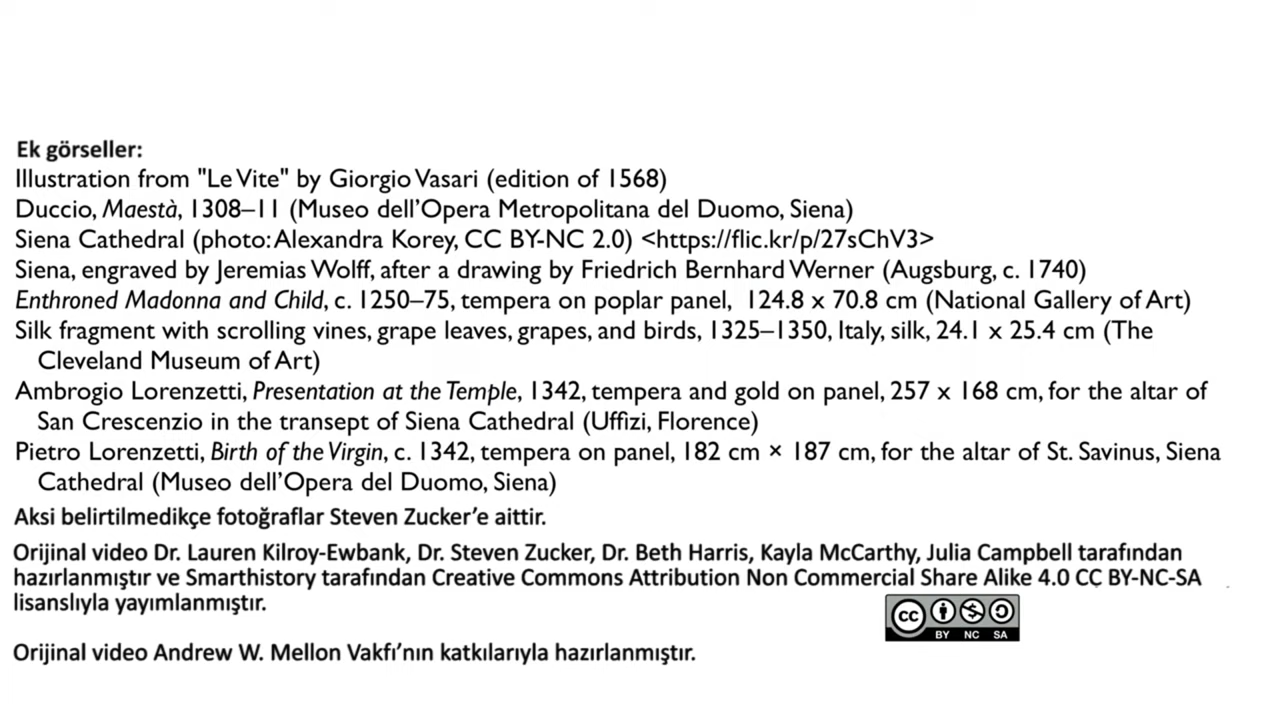 Ek görseller:
Illustration from "Le Vite" by Giorgio Vasari (edition of 1568)
Duccio, Maestà, 1308–11 (Museo dell’Opera Metropolitana del Duomo, Siena)
Siena Cathedral (photo: Alexandra Korey, CC BY-NC 2.0) <https://flic.kr/p/27sChV3>
Siena, engraved by Jeremias Wolff, after a drawing by Friedrich Bernhard Werner (Augsburg, c. 1740)
Enthroned Madonna and Child, c. 1250–75, tempera on poplar panel, 124.8 x 70.8 cm (National Gallery of Art)
Silk fragment with scrolling vines, grape leaves, grapes, and birds, 1325–1350, Italy, silk, 24.1 x 25.4 cm (The
Cleveland Museum of Art)
Ambrogio Lorenzetti, Presentation at the Temple, 1342, tempera and gold on panel, 257 x 168 cm, for the altar of
San Crescenzio in the transept of Siena Cathedral (Uffizi, Florence)
Pietro Lorenzetti, Birth of the Virgin, c. 1342, tempera on panel, 182 cm × 187 cm, for the altar of St. Savinus, Siena
Cathedral (Museo dell’Opera del Duomo, Siena)
Aksi belirtilmedikçe fotoğraflar Steven Zucker’e aittir.
Orijinal video Dr. Lauren Kilroy-Ewbank, Dr. Steven Zucker, Dr. Beth Harris, Kayla McCarthy, Julia Campbell tarafından
hazırlanmıştır ve Smarthistory tarafından Creative Commons Attribution Non Commercial Share Alike 4.0 CC BY-NC-SA
lisanslıyla yayımlanmıştır.
cc
BY NC SA
Orijinal video Andrew W. Mellon Vakfı’nın katkılarıyla hazırlanmıştır.